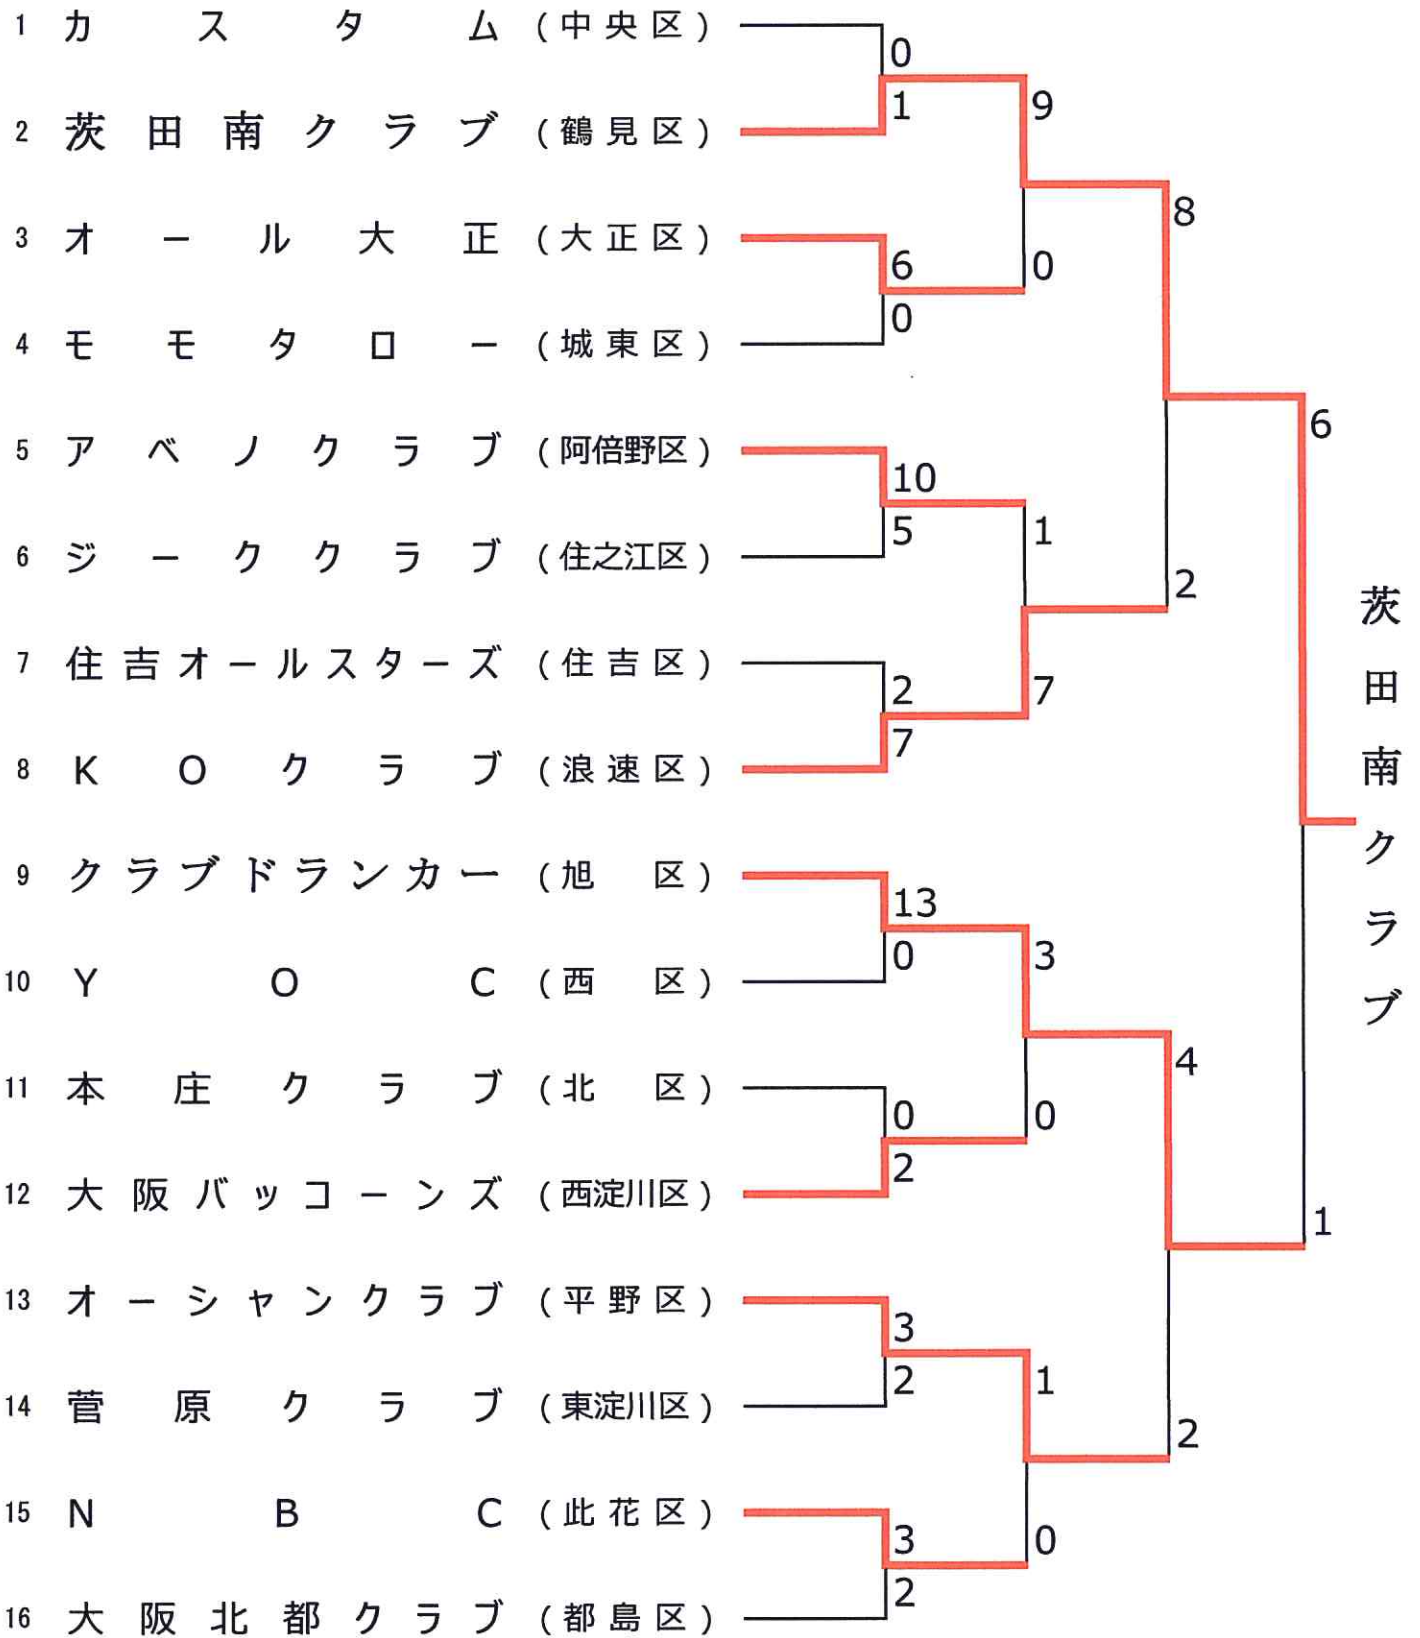 1 カスタム (中央区)
0
1
9
2 茨田南クラブ (鶴見区)
8
3 オール大正 (大正区)
6
0
0
4 モモタロー (城東区)
6
5 アベノクラブ (阿倍野区)
10
5
1
6 ジーククラブ (住之江区)
2
7 住吉オールスターズ (住吉区)
2
7
7
8 KOクラブ (浪速区)
茨田南クラブ
9 クラブドランカー (旭区)
13
0
3
10 YOC (西区)
4
11 本庄クラブ (北区)
0
2
0
12 大阪バッコーンズ (西淀川区)
1
13 オーシャンクラブ (平野区)
3
2
1
14 菅原クラブ (東淀川区)
2
15 NBC (此花区)
3
2
0
16 大阪北都クラブ (都島区)